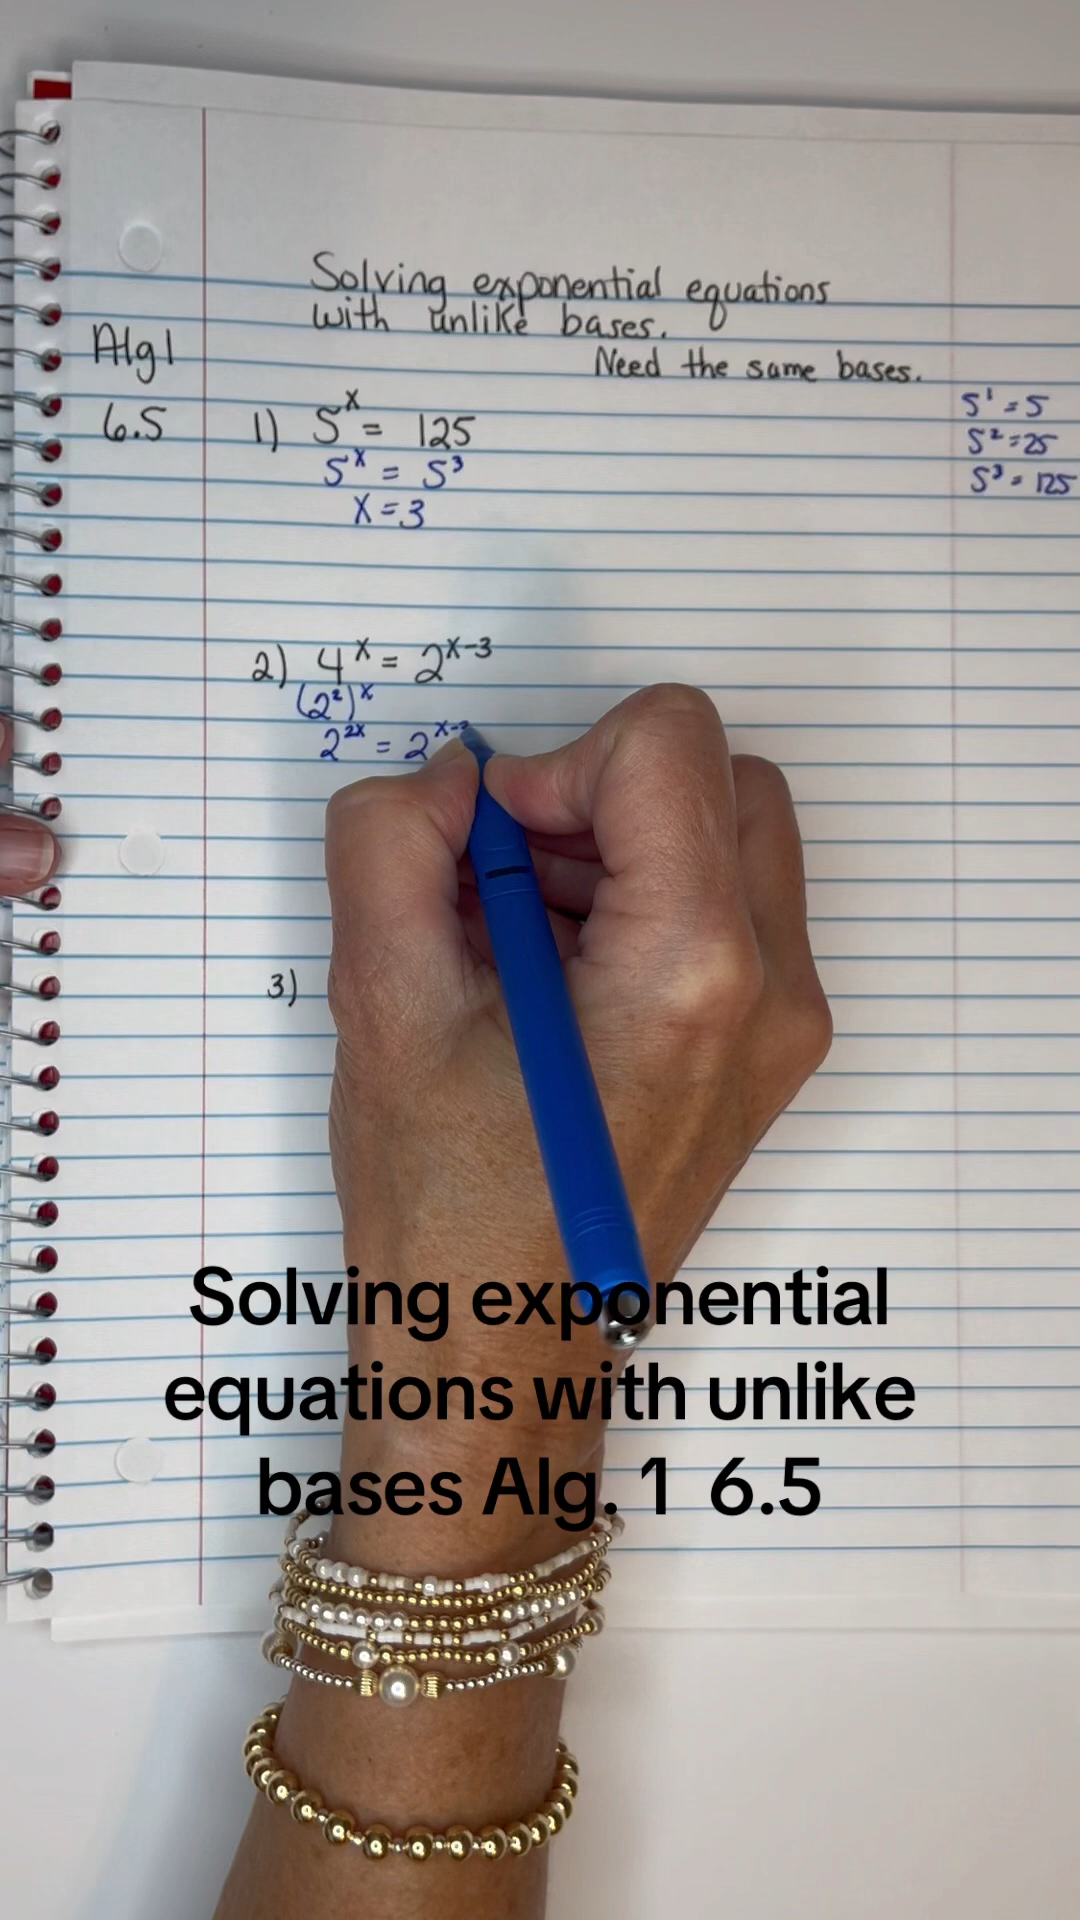 Solving exponential equations
with unlike bases.
Alg 1
Need the same bases.
6.5
1) 5^x = 125
5^x = 5^3
x = 3
5^1 = 5
5^2 = 25
5^3 = 125
2) 4^x = 2^x-3
(2^2)^x
2^2x = 2^x-
3)
Solving exponential
equations with unlike
bases Alg. 1 6.5